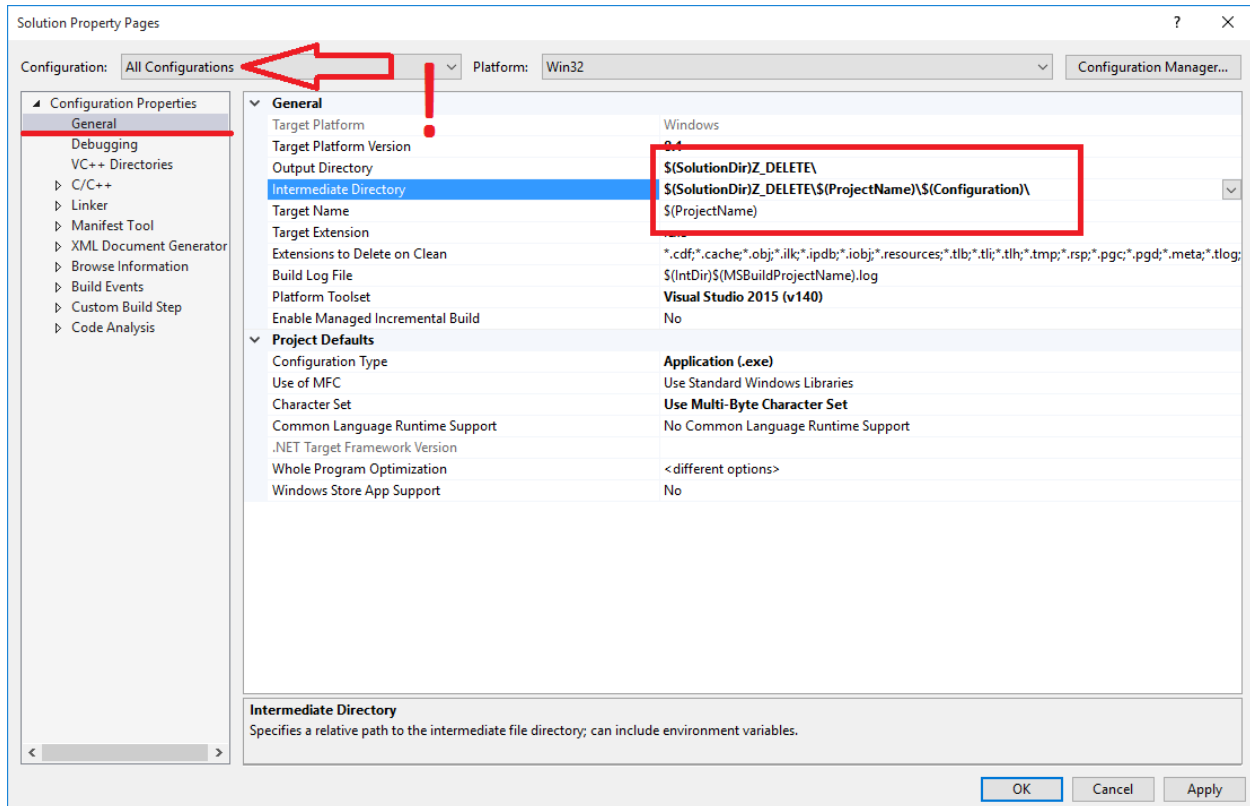 Solution Property Pages
? ×
Configuration: All Configurations Platform: Win32 Configuration Manager...
Configuration Properties
General
Debugging
VC++ Directories
C/C++
Linker
Manifest Tool
XML Document Generator
Browse Information
Build Events
Custom Build Step
Code Analysis
!
General
Target Platform Windows
Target Platform Version 8.1
Output Directory $(SolutionDir)Z_DELETE\
Intermediate Directory $(SolutionDir)Z_DELETE\$(ProjectName)\$(Configuration)\
Target Name $(ProjectName)
Target Extension
Extensions to Delete on Clean *.cdf;*.cache;*.obj;*.ilk;*.ipdb;*.iobj;*.resources;*.tlb;*.tli;*.tlh;*.tmp;*.rsp;*.pgc;*.pgd;*.meta;*.tlog;
Build Log File $(IntDir)$(MSBuildProjectName).log
Platform Toolset Visual Studio 2015 (v140)
Enable Managed Incremental Build No
Project Defaults
Configuration Type Application (.exe)
Use of MFC Use Standard Windows Libraries
Character Set Use Multi-Byte Character Set
Common Language Runtime Support No Common Language Runtime Support
.NET Target Framework Version
Whole Program Optimization <different options>
Windows Store App Support No
Intermediate Directory
Specifies a relative path to the intermediate file directory; can include environment variables.
OK Cancel Apply